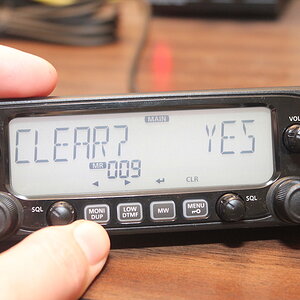 MAIN
CLEAR? YES
MR 009
◄ ► ↵ CLR
VOL
SQL SQL
MONI DUP
LOW DTMF
MW
MENU